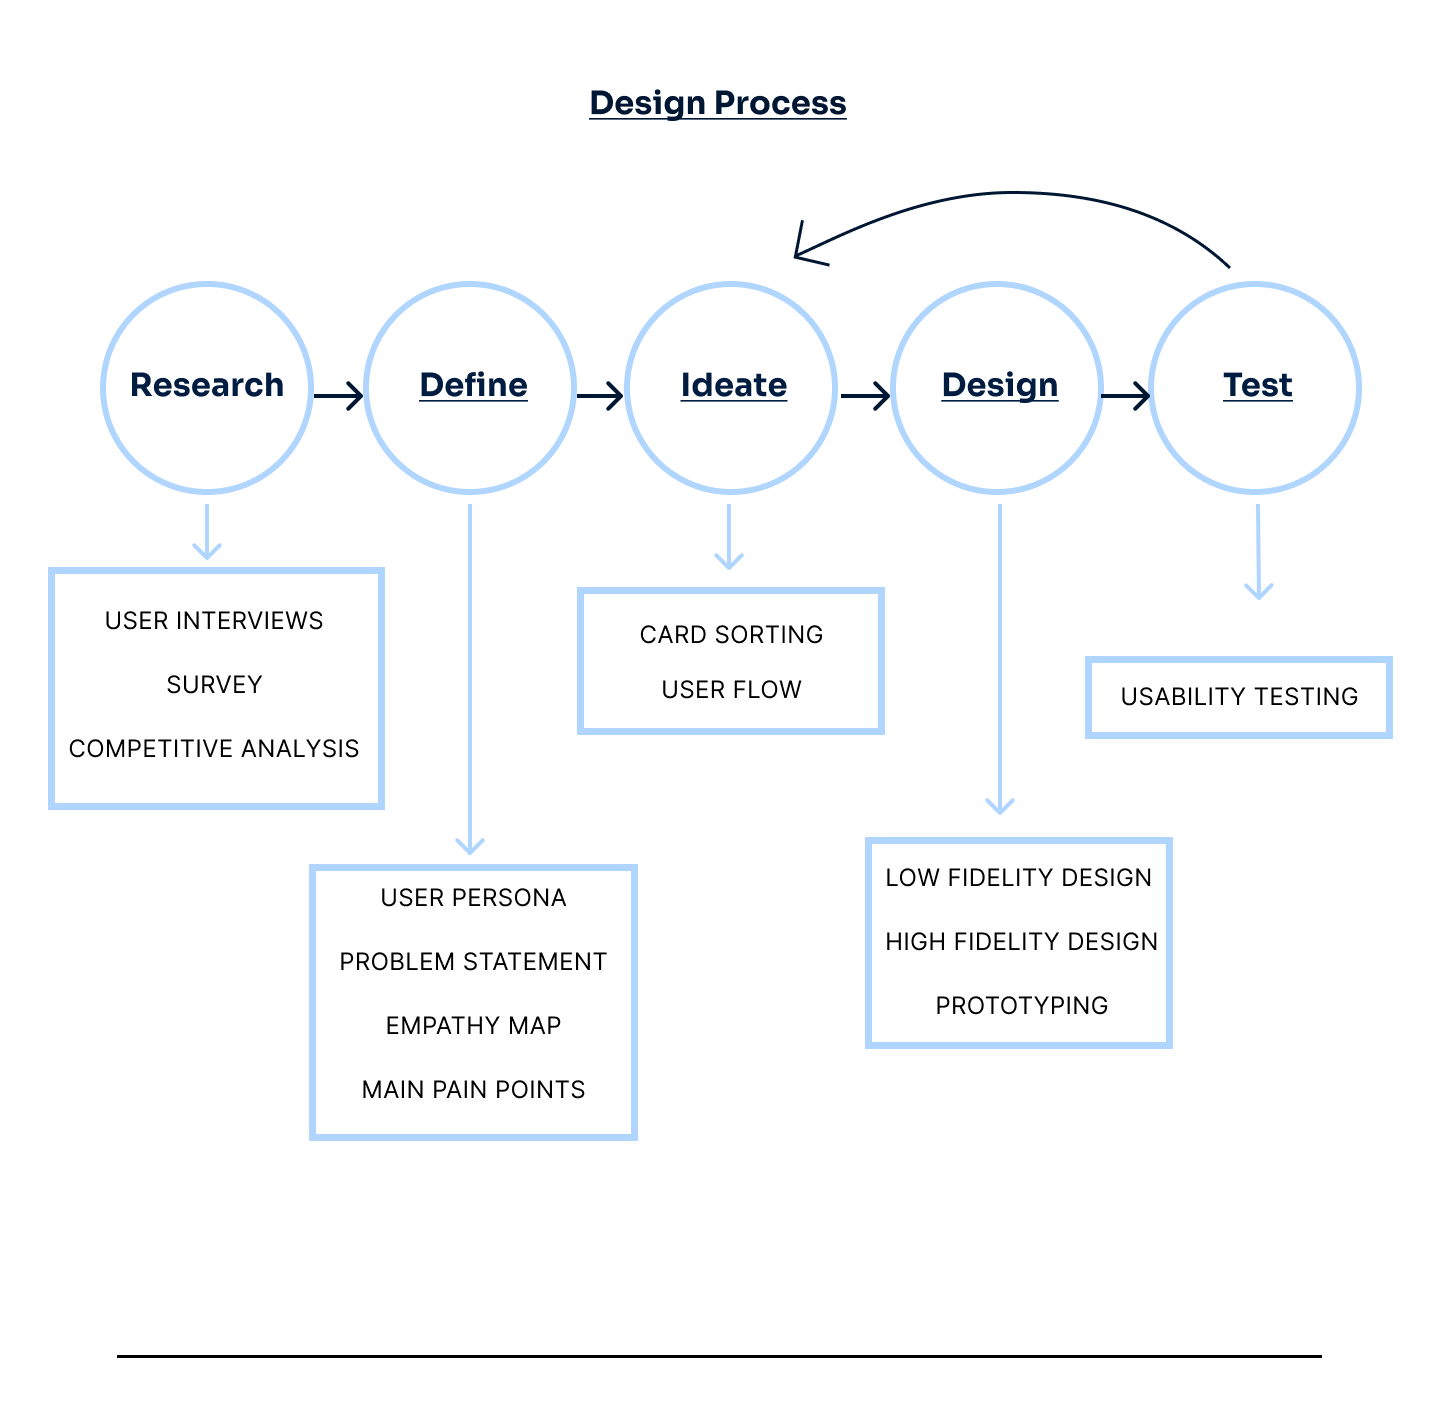 Design Process
Research
Define
Ideate
Design
Test
USER INTERVIEWS
SURVEY
COMPETITIVE ANALYSIS
USER PERSONA
PROBLEM STATEMENT
EMPATHY MAP
MAIN PAIN POINTS
CARD SORTING
USER FLOW
LOW FIDELITY DESIGN
HIGH FIDELITY DESIGN
PROTOTYPING
USABILITY TESTING